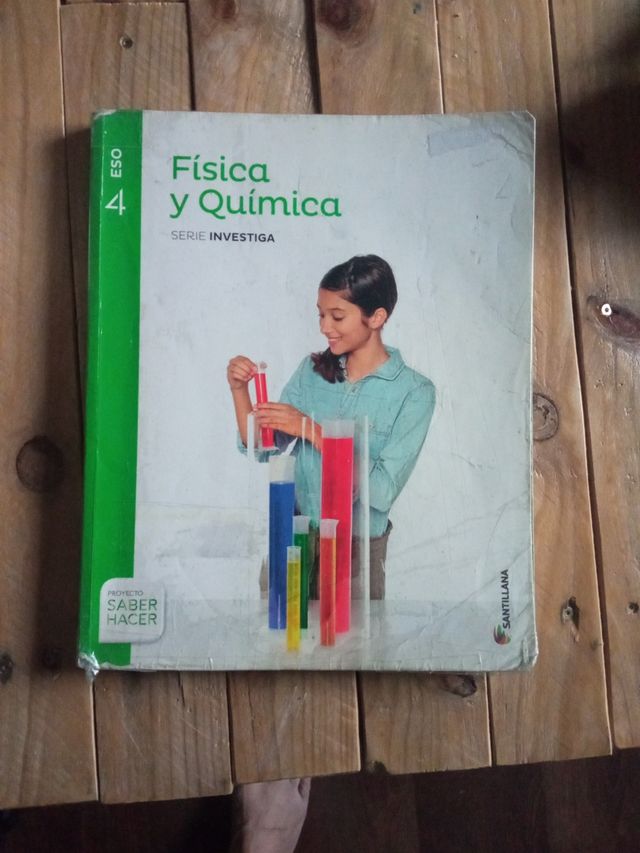 4 ESO
Física
y Química
SERIE INVESTIGA
PROYECTO
SABER
HACER
SANTILLANA